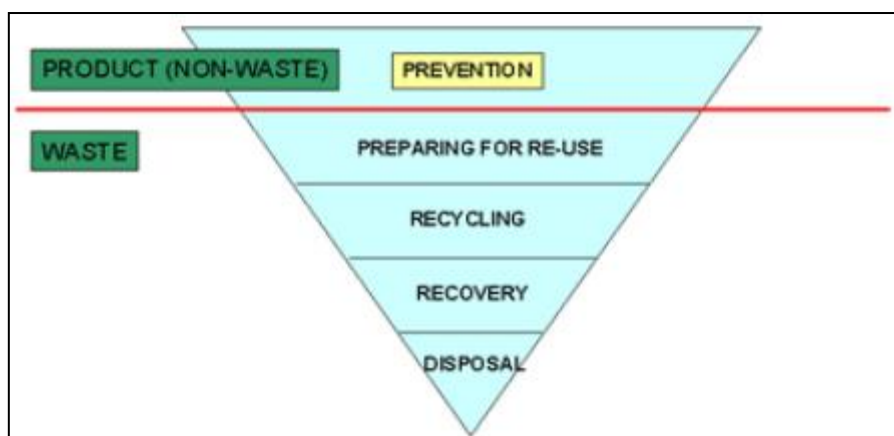 PRODUCT (NON-WASTE)
PREVENTION
WASTE
PREPARING FOR RE-USE
RECYCLING
RECOVERY
DISPOSAL